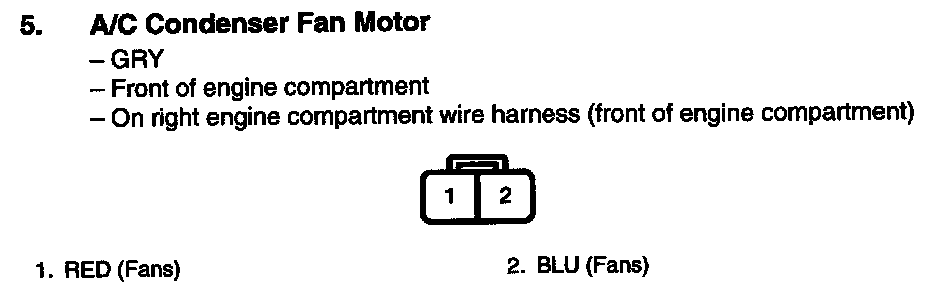 5. A/C Condenser Fan Motor
– GRY
– Front of engine compartment
– On right engine compartment wire harness (front of engine compartment)
1 2
1. RED (Fans) 2. BLU (Fans)